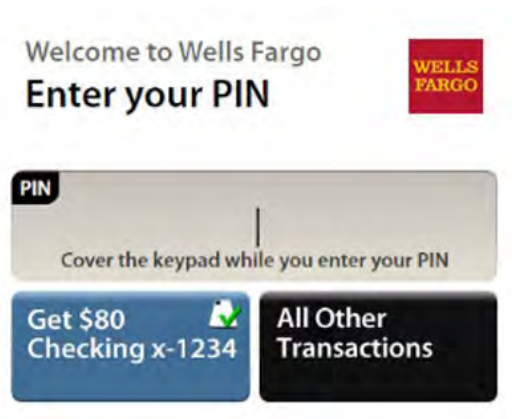 Welcome to Wells Fargo
Enter your PIN
WELLS
FARGO
PIN
Cover the keypad while you enter your PIN
Get $80
Checking x-1234
All Other
Transactions